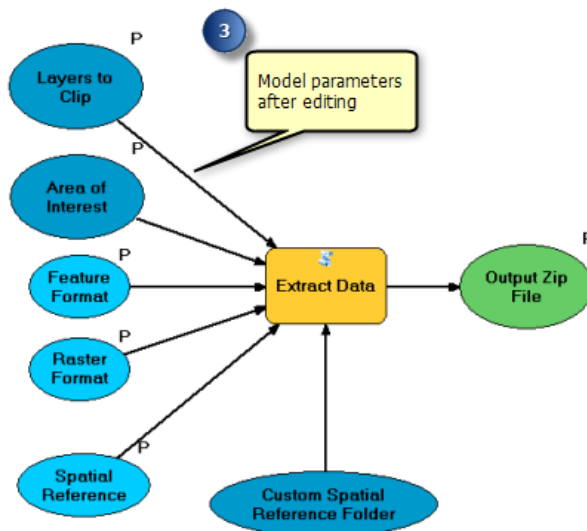 3
Model parameters
after editing
P
Layers to
Clip
P
Area of
Interest
P
Feature
Format
P
Raster
Format
P
Spatial
Reference
Extract Data
Custom Spatial
Reference Folder
P
Output Zip
File